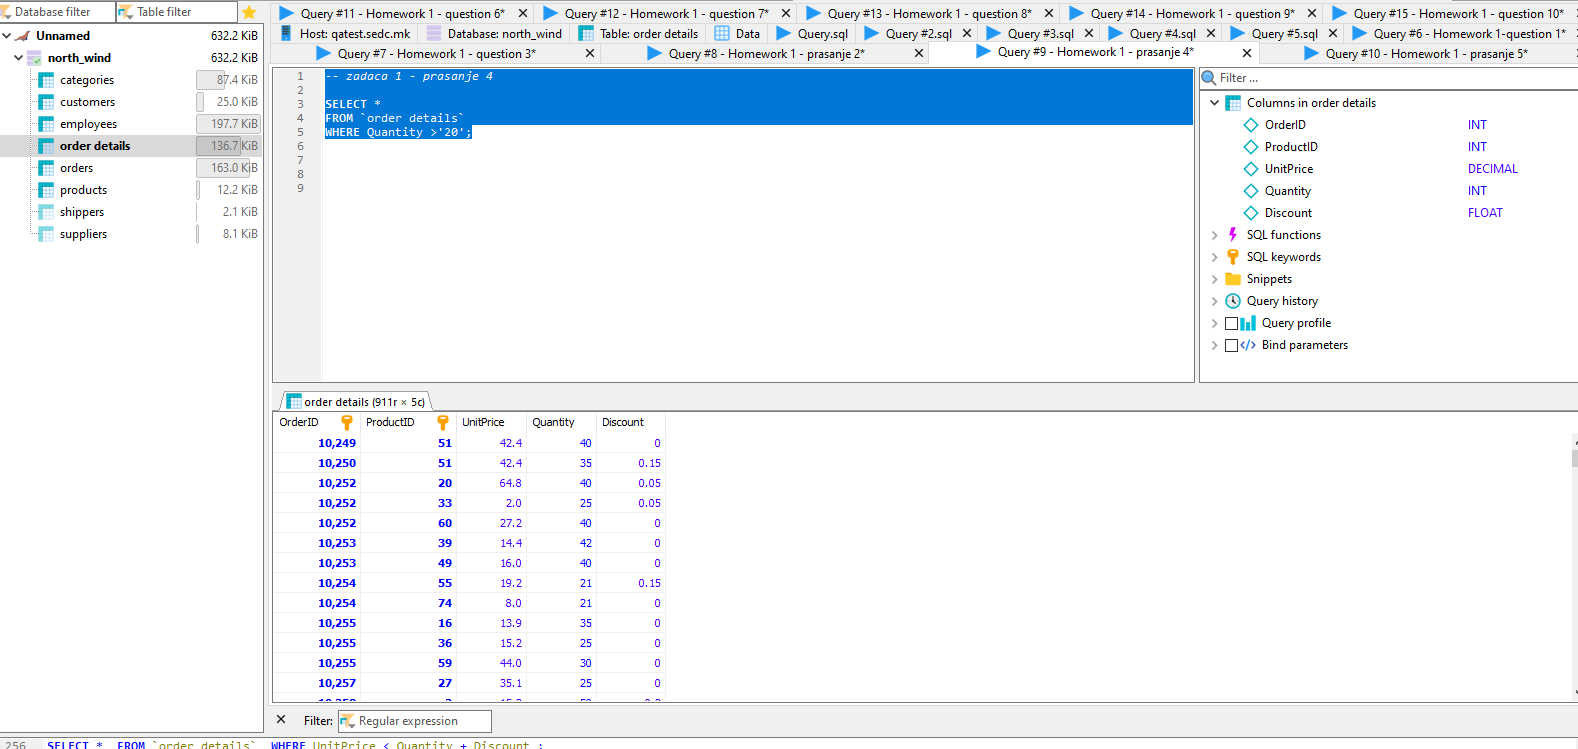 Database filter
Table filter
Unnamed 632.2 KiB
north_wind 632.2 KiB
categories 87.4 KiB
customers 25.0 KiB
employees 197.7 KiB
order details 136.7 KiB
orders 163.0 KiB
products 12.2 KiB
shippers 2.1 KiB
suppliers 8.1 KiB
Query #11 - Homework 1 - question 6* Query #12 - Homework 1 - question 7* Query #13 - Homework 1 - question 8* Query #14 - Homework 1 - question 9* Query #15 - Homework 1 - question 10*
Host: qatest.sedc.mk Database: north_wind Table: order details Data Query.sql Query #2.sql Query #3.sql Query #4.sql Query #5.sql Query #6 - Homework 1-question 1*
Query #7 - Homework 1 - question 3* Query #8 - Homework 1 - prasanje 2* Query #9 - Homework 1 - prasanje 4* Query #10 - Homework 1 - prasanje 5*
1 -- zadaca 1 - prasanje 4
2
3 SELECT *
4 FROM `order details`
5 WHERE Quantity >'20';
6
7
8
9
Filter ...
Columns in order details
OrderID INT
ProductID INT
UnitPrice DECIMAL
Quantity INT
Discount FLOAT
SQL functions
SQL keywords
Snippets
Query history
Query profile
Bind parameters
order details (911r × 5c)
OrderID ProductID UnitPrice Quantity Discount
10,249 51 42.4 40 0
10,250 51 42.4 35 0.15
10,252 20 64.8 40 0.05
10,252 33 2.0 25 0.05
10,252 60 27.2 40 0
10,253 39 14.4 42 0
10,253 49 16.0 40 0
10,254 55 19.2 21 0.15
10,254 74 8.0 21 0
10,255 16 13.9 35 0
10,255 36 15.2 25 0
10,255 59 44.0 30 0
10,257 27 35.1 25 0
Filter: Regular expression
256 SELECT * FROM `order details` WHERE UnitPrice < Quantity + Discount ;